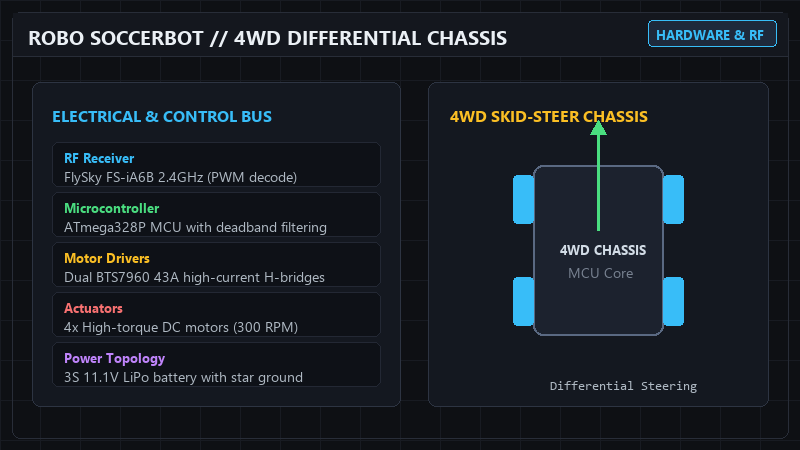 ROBO SOCCERBOT // 4WD DIFFERENTIAL CHASSIS
HARDWARE & RF
ELECTRICAL & CONTROL BUS
RF Receiver
FlySky FS-iA6B 2.4GHz (PWM decode)
Microcontroller
ATmega328P MCU with deadband filtering
Motor Drivers
Dual BTS7960 43A high-current H-bridges
Actuators
4x High-torque DC motors (300 RPM)
Power Topology
3S 11.1V LiPo battery with star ground
4WD SKID-STEER CHASSIS
4WD CHASSIS
MCU Core
Differential Steering